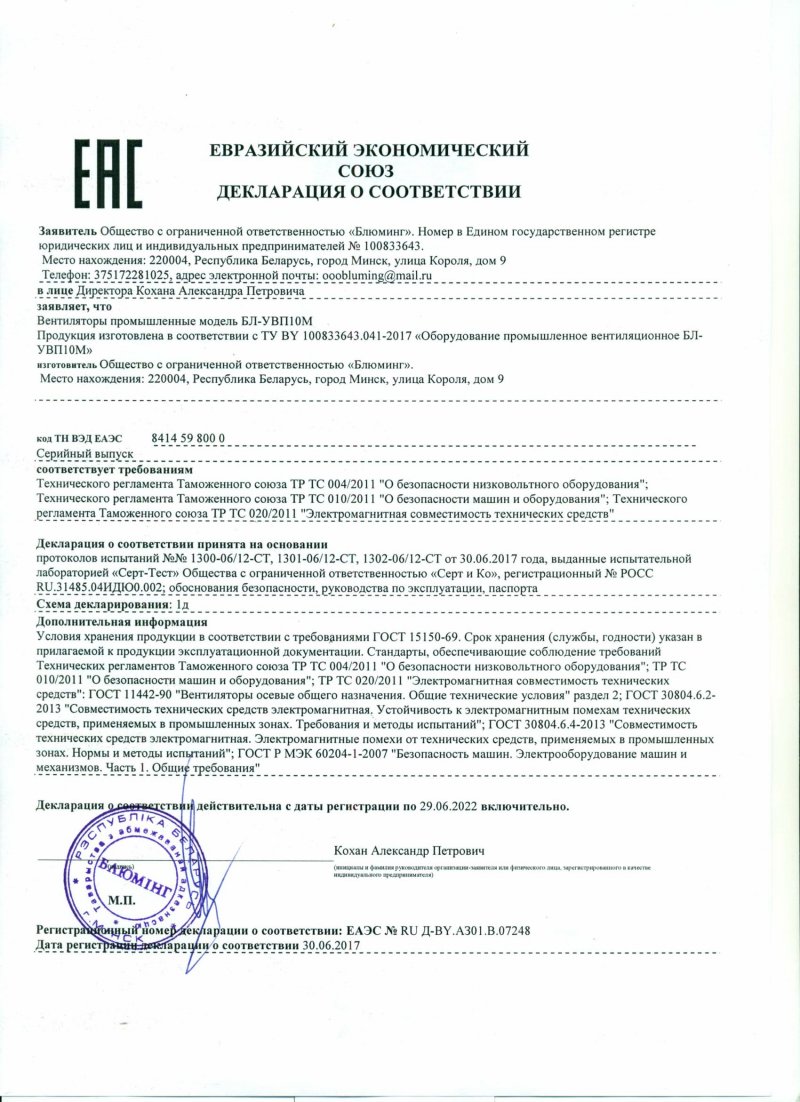 ЕАС
ЕВРАЗИЙСКИЙ ЭКОНОМИЧЕСКИЙ
СОЮЗ
ДЕКЛАРАЦИЯ О СООТВЕТСТВИИ
Заявитель Общество с ограниченной ответственностью «Блюминг». Номер в Едином государственном регистре
юридических лиц и индивидуальных предпринимателей № 100833643.
Место нахождения: 220004, Республика Беларусь, город Минск, улица Короля, дом 9
Телефон: 375172281025, адрес электронной почты: ooobluming@mail.ru
в лице Директора Кохана Александра Петровича
заявляет, что
Вентиляторы промышленные модель БЛ-УВП10М
Продукция изготовлена в соответствии с ТУ BY 100833643.041-2017 «Оборудование промышленное вентиляционное БЛ-
УВП10М»
изготовитель Общество с ограниченной ответственностью «Блюминг».
Место нахождения: 220004, Республика Беларусь, город Минск, улица Короля, дом 9
код ТН ВЭД ЕАЭС 8414 59 800 0
Серийный выпуск
соответствует требованиям
Технического регламента Таможенного союза ТР ТС 004/2011 "О безопасности низковольтного оборудования";
Технического регламента Таможенного союза ТР ТС 010/2011 "О безопасности машин и оборудования"; Технического
регламента Таможенного союза ТР ТС 020/2011 "Электромагнитная совместимость технических средств"
Декларация о соответствии принята на основании
протоколов испытаний №№ 1300-06/12-СТ, 1301-06/12-СТ, 1302-06/12-СТ от 30.06.2017 года, выданные испытательной
лабораторией «Серт-Тест» Общества с ограниченной ответственностью «Серт и Ко», регистрационный № РОСС
RU.31485.04ИДЮ0.002; обоснования безопасности, руководства по эксплуатации, паспорта
Схема декларирования: 1д
Дополнительная информация
Условия хранения продукции в соответствии с требованиями ГОСТ 15150-69. Срок хранения (службы, годности) указан в
прилагаемой к продукции эксплуатационной документации. Стандарты, обеспечивающие соблюдение требований
Технических регламентов Таможенного союза ТР ТС 004/2011 "О безопасности низковольтного оборудования"; ТР ТС
010/2011 "О безопасности машин и оборудования"; ТР ТС 020/2011 "Электромагнитная совместимость технических
средств": ГОСТ 11442-90 "Вентиляторы осевые общего назначения. Общие технические условия" раздел 2; ГОСТ 30804.6.2-
2013 "Совместимость технических средств электромагнитная. Устойчивость к электромагнитным помехам технических
средств, применяемых в промышленных зонах. Требования и методы испытаний"; ГОСТ 30804.6.4-2013 "Совместимость
технических средств электромагнитная. Электромагнитные помехи от технических средств, применяемых в промышленных
зонах. Нормы и методы испытаний"; ГОСТ Р МЭК 60204-1-2007 "Безопасность машин. Электрооборудование машин и
механизмов. Часть 1. Общие требования"
Декларация о соответствии действительна с даты регистрации по 29.06.2022 включительно.
РЭСПУБЛІКА БЕЛАРУСЬ
Таварыства з абмежаванай адказнасцю
БЛЮМІНГ
г. МІНСК
Кохан Александр Петрович
(подпись)
(инициалы и фамилия руководителя организации-заявителя или физического лица, зарегистрированного в качестве
индивидуального предпринимателя)
М.П.
Регистрационный номер декларации о соответствии: ЕАЭС № RU Д-BY.АЗ01.В.07248
Дата регистрации декларации о соответствии 30.06.2017